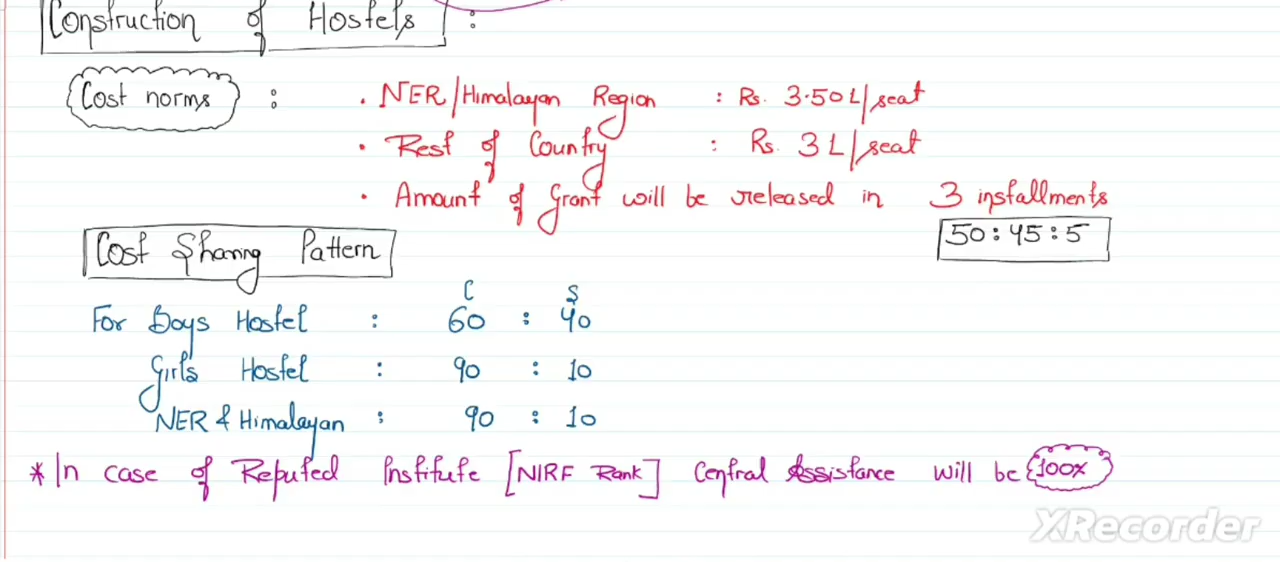 Construction of Hostels :
Cost norms : • NER/Himalayan Region : Rs. 3.50 L/seat
• Rest of Country : Rs. 3 L/seat
• Amount of Grant will be released in 3 installments
50 : 45 : 5
Cost Sharing Pattern
C S
For Boys Hostel : 60 : 40
Girls Hostel : 90 : 10
NER & Himalayan : 90 : 10
* In case of Reputed Institute [NIRF Rank] Central Assistance will be 100%
XRecorder